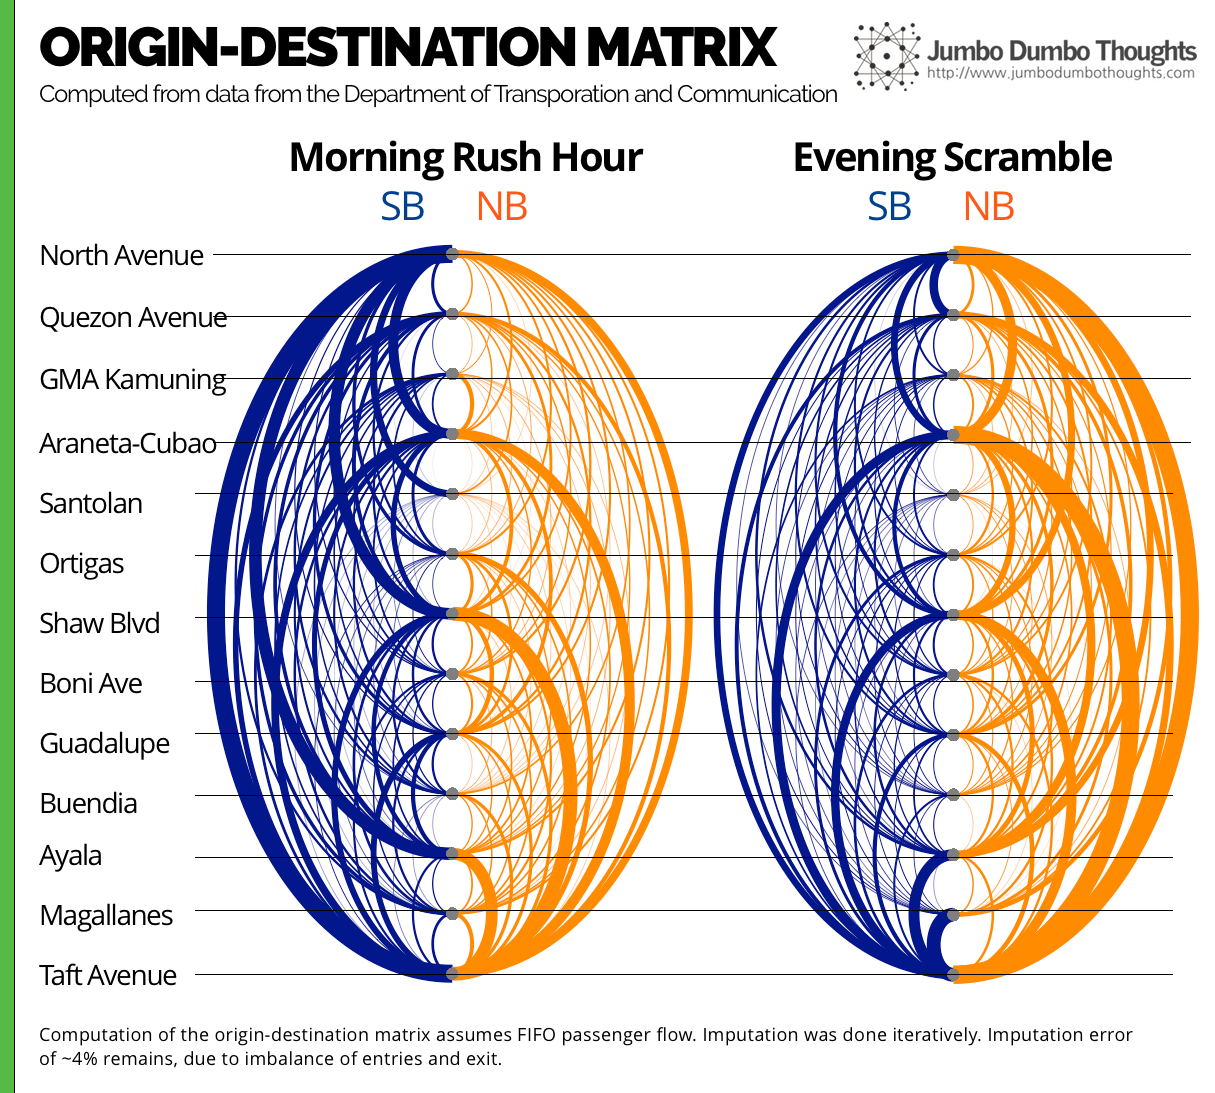 ORIGIN-DESTINATION MATRIX
Jumbo Dumbo Thoughts
http://www.jumbodumbothoughts.com
Computed from data from the Department of Transporation and Communication
Morning Rush Hour
Evening Scramble
SB NB
SB NB
North Avenue
Quezon Avenue
GMA Kamuning
Araneta-Cubao
Santolan
Ortigas
Shaw Blvd
Boni Ave
Guadalupe
Buendia
Ayala
Magallanes
Taft Avenue
Computation of the origin-destination matrix assumes FIFO passenger flow. Imputation was done iteratively. Imputation error
of ~4% remains, due to imbalance of entries and exit.